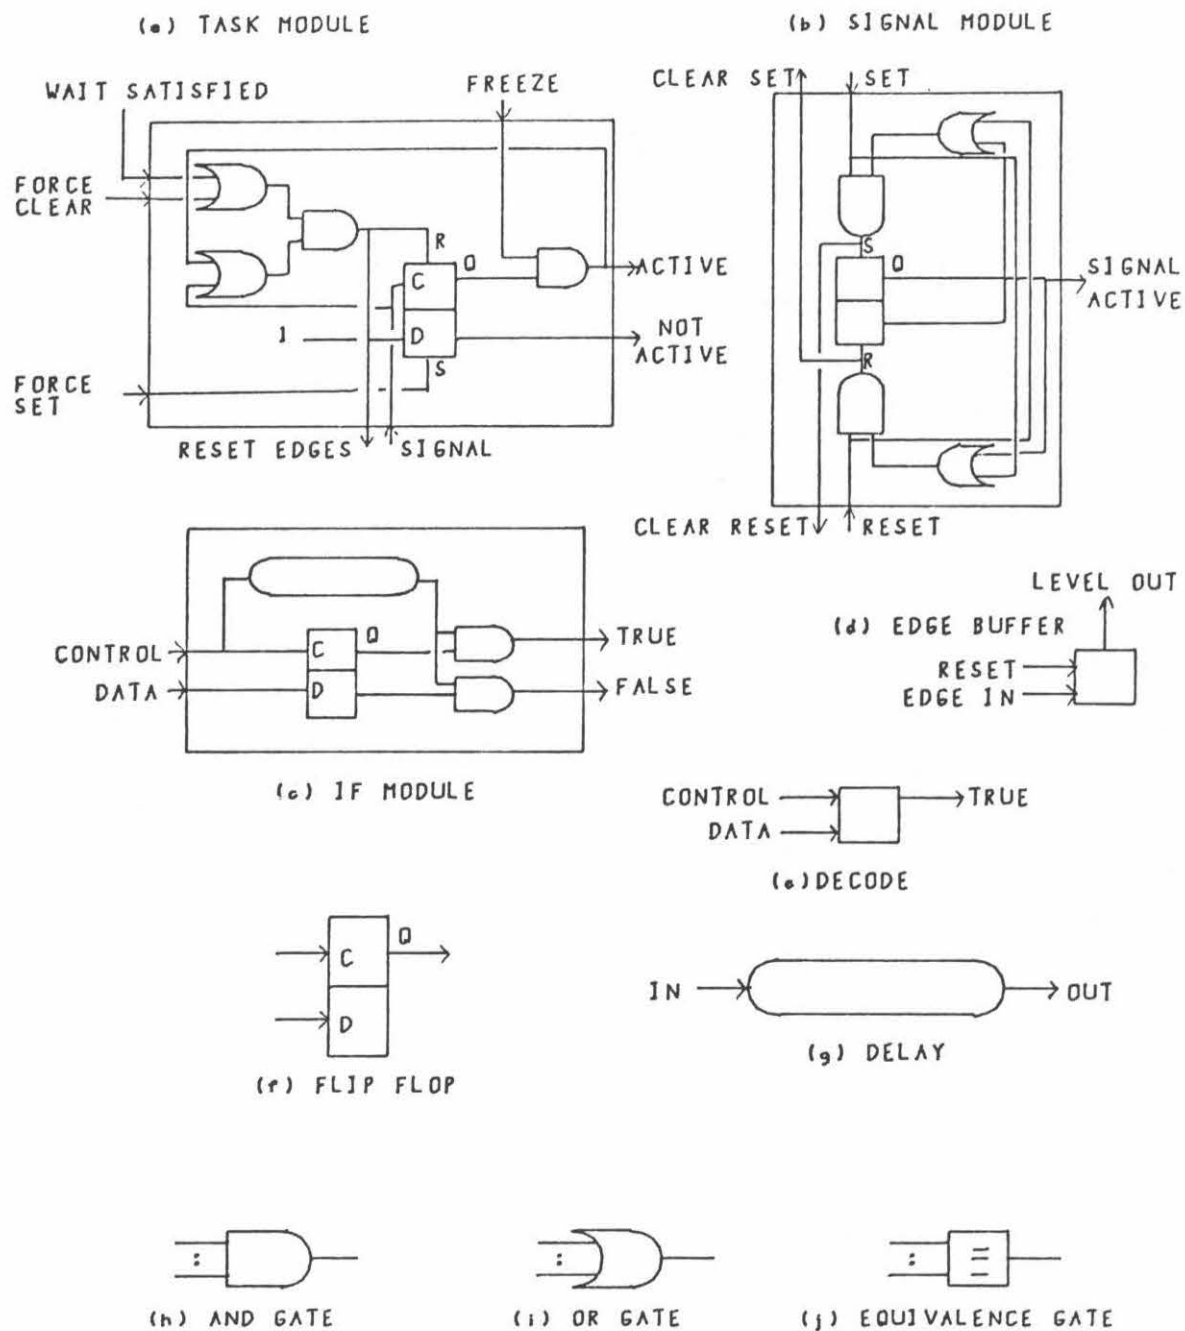 (a) TASK MODULE
(b) SIGNAL MODULE
WAIT SATISFIED
FREEZE
FORCE
CLEAR
R
C
Q
ACTIVE
1
D
NOT
ACTIVE
S
FORCE
SET
RESET EDGES
SIGNAL
CLEAR SET
SET
S
Q
SIGNAL
ACTIVE
R
CLEAR RESET
RESET
CONTROL
C
Q
TRUE
DATA
D
FALSE
(c) IF MODULE
LEVEL OUT
(d) EDGE BUFFER
RESET
EDGE IN
CONTROL
TRUE
DATA
(e) DECODE
C
Q
D
(f) FLIP FLOP
IN
OUT
(g) DELAY
:
(h) AND GATE
:
(i) OR GATE
:
≡
(j) EQUIVALENCE GATE